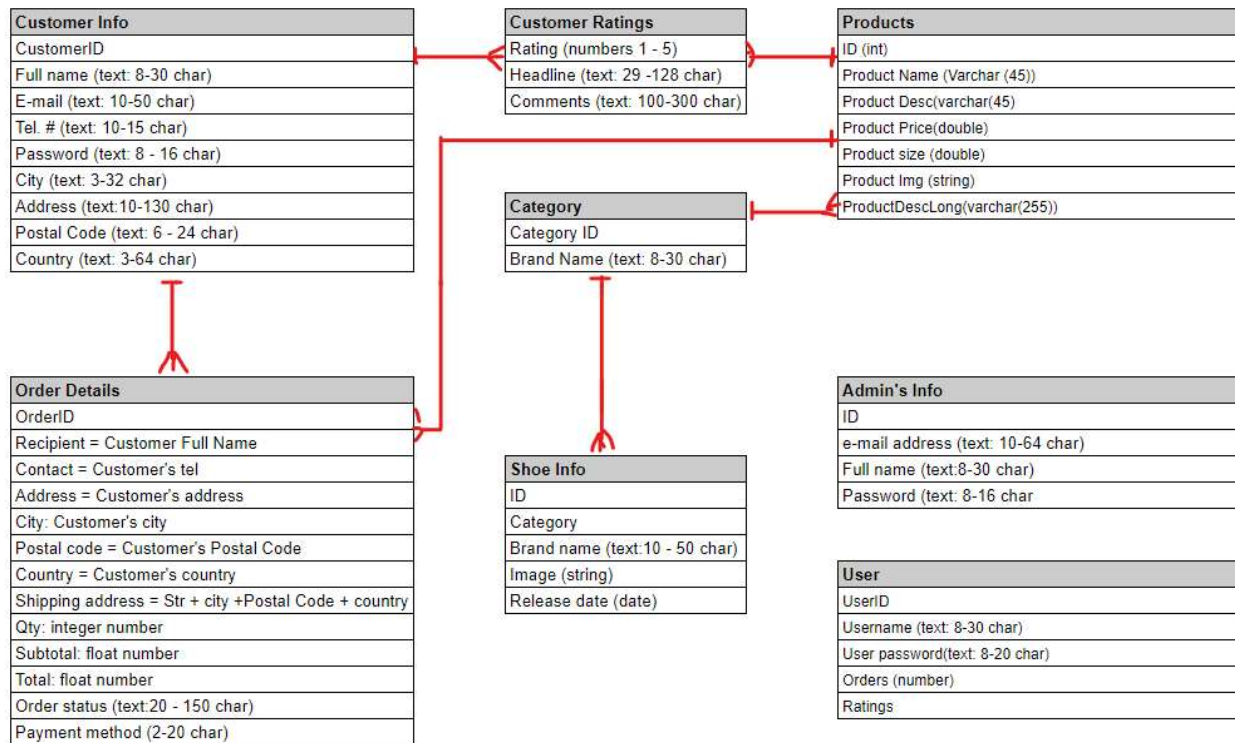 Customer Info
CustomerID
Full name (text: 8-30 char)
E-mail (text: 10-50 char)
Tel. # (text: 10-15 char)
Password (text: 8 - 16 char)
City (text: 3-32 char)
Address (text:10-130 char)
Postal Code (text: 6 - 24 char)
Country (text: 3-64 char)
Customer Ratings
Rating (numbers 1 - 5)
Headline (text: 29 -128 char)
Comments (text: 100-300 char)
Products
ID (int)
Product Name (Varchar (45))
Product Desc(varchar(45)
Product Price(double)
Product size (double)
Product Img (string)
ProductDescLong(varchar(255))
Category
Category ID
Brand Name (text: 8-30 char)
Order Details
OrderID
Recipient = Customer Full Name
Contact = Customer's tel
Address = Customer's address
City: Customer's city
Postal code = Customer's Postal Code
Country = Customer's country
Shipping address = Str + city +Postal Code + country
Qty: integer number
Subtotal: float number
Total: float number
Order status (text:20 - 150 char)
Payment method (2-20 char)
Shoe Info
ID
Category
Brand name (text:10 - 50 char)
Image (string)
Release date (date)
Admin's Info
ID
e-mail address (text: 10-64 char)
Full name (text:8-30 char)
Password (text: 8-16 char
User
UserID
Username (text: 8-30 char)
User password(text: 8-20 char)
Orders (number)
Ratings